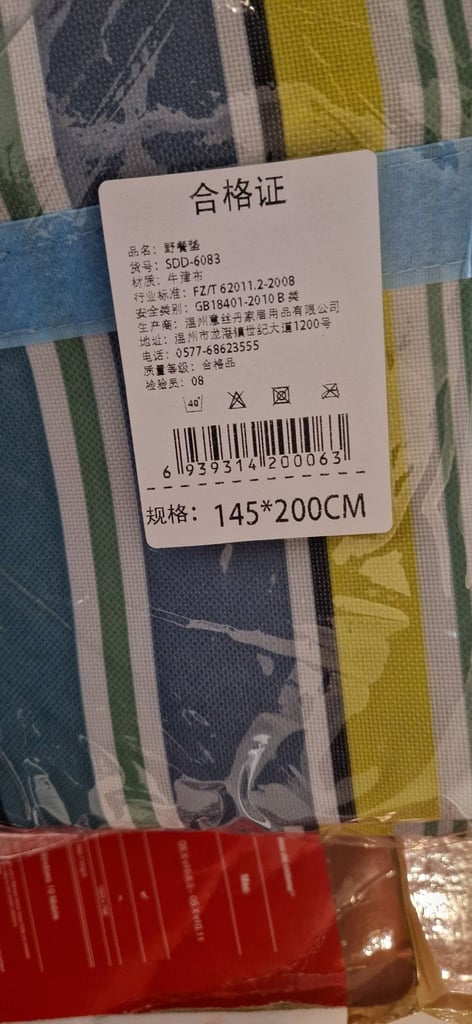 合格证
品名：野餐垫
货号：SDD-6083
材质：牛津布
行业标准：FZ/T 62011.2-2008
安全类别：GB18401-2010 B 类
生产商：温州意丝丹家居用品有限公司
地址：温州市龙港镇世纪大道1200号
电话：0577-68623555
质量等级：合格品
检验员：08
40°
6 939314 200063
规格：145*200CM